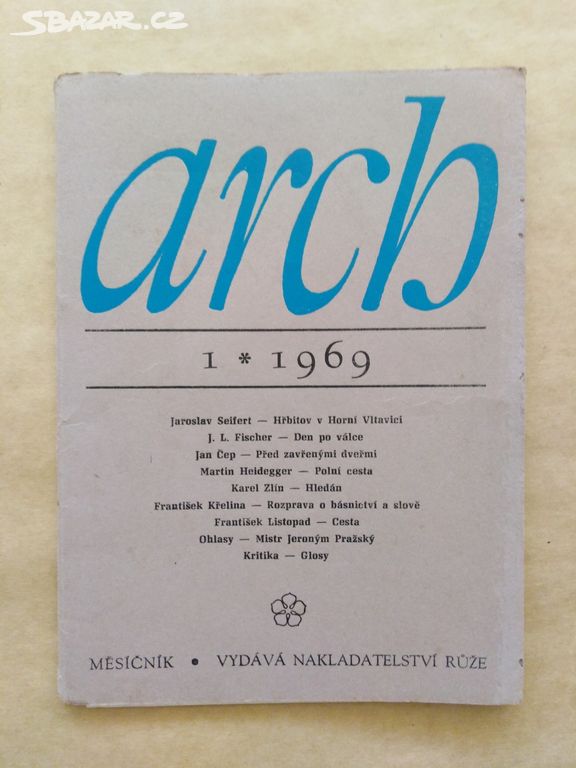 SBAZAR.CZ
arch
1 * 1969
Jaroslav Seifert — Hřbitov v Horní Vltavici
J. L. Fischer — Den po válce
Jan Čep — Před zavřenými dveřmi
Martin Heidegger — Polní cesta
Karel Zlín — Hledán
František Křelina — Rozprava o básnictví a slově
František Listopad — Cesta
Ohlasy — Mistr Jeroným Pražský
Kritika — Glosy
MĚSÍČNÍK • VYDÁVÁ NAKLADATELSTVÍ RŮŽE